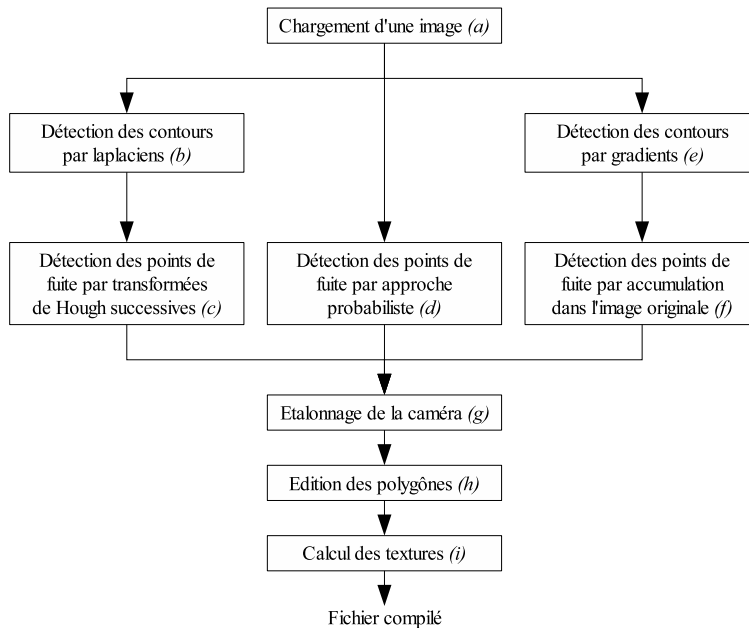 Chargement d'une image (a)
Détection des contours
par laplaciens (b)
Détection des contours
par gradients (e)
Détection des points de
fuite par transformées
de Hough successives (c)
Détection des points de
fuite par approche
probabiliste (d)
Détection des points de
fuite par accumulation
dans l'image originale (f)
Etalonnage de la caméra (g)
Edition des polygônes (h)
Calcul des textures (i)
Fichier compilé